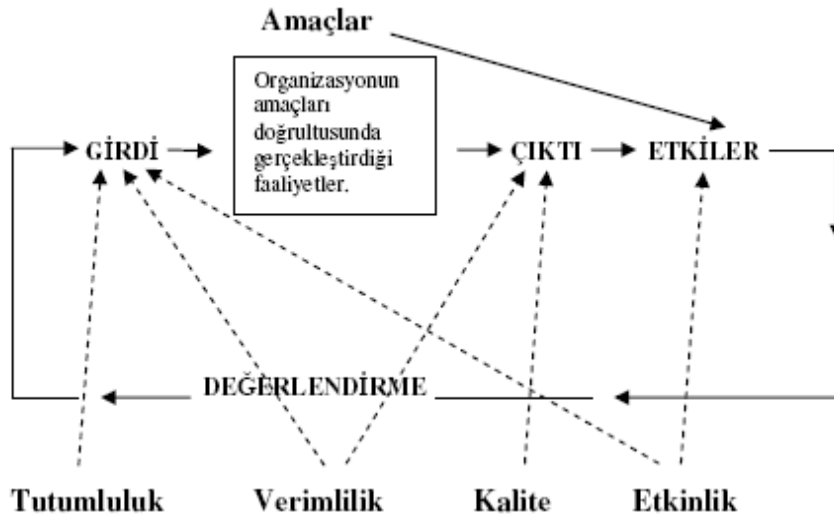 Amaçlar
Organizasyonun
amaçları
doğrultusunda
gerçekleştirdiği
faaliyetler.
GİRDİ
ÇIKTI
ETKİLER
DEĞERLENDİRME
Tutumluluk
Verimlilik
Kalite
Etkinlik